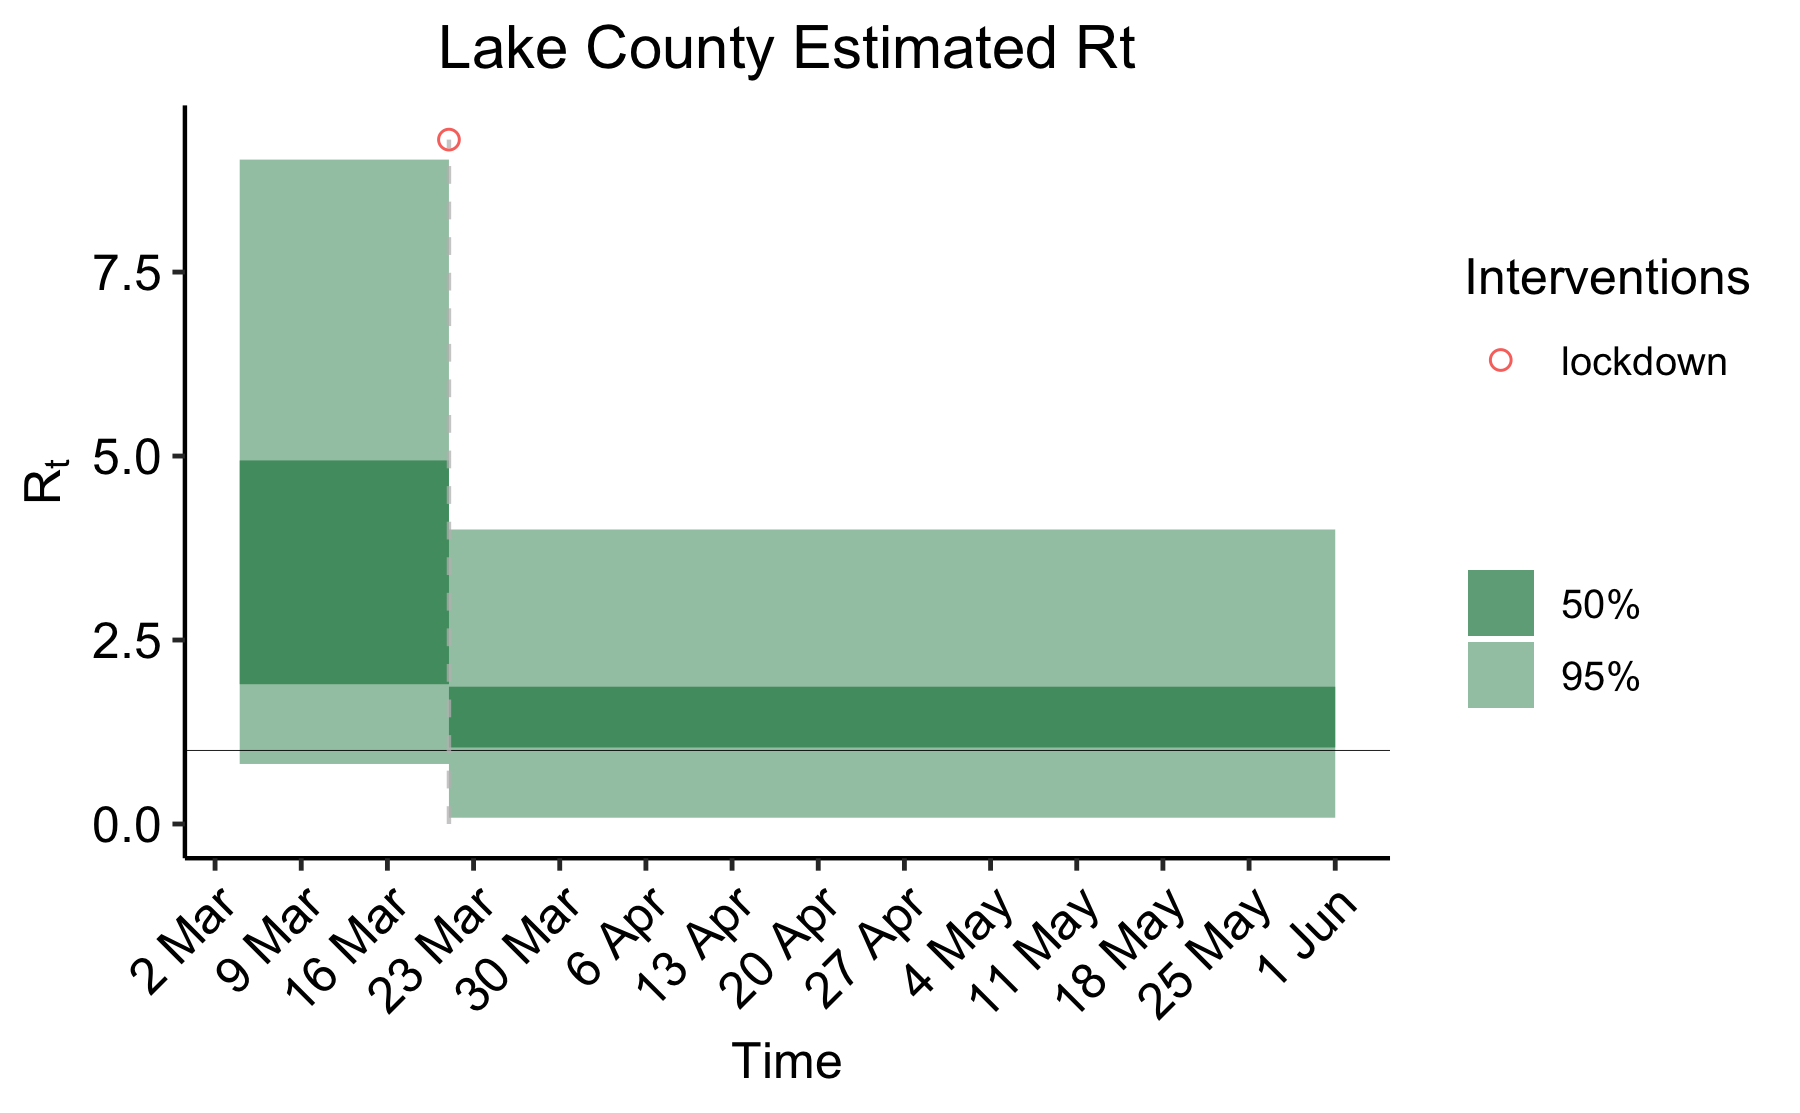 Lake County Estimated Rt
Rt
7.5
5.0
2.5
0.0
2 Mar
9 Mar
16 Mar
23 Mar
30 Mar
6 Apr
13 Apr
20 Apr
27 Apr
4 May
11 May
18 May
25 May
1 Jun
Time
Interventions
lockdown
50%
95%